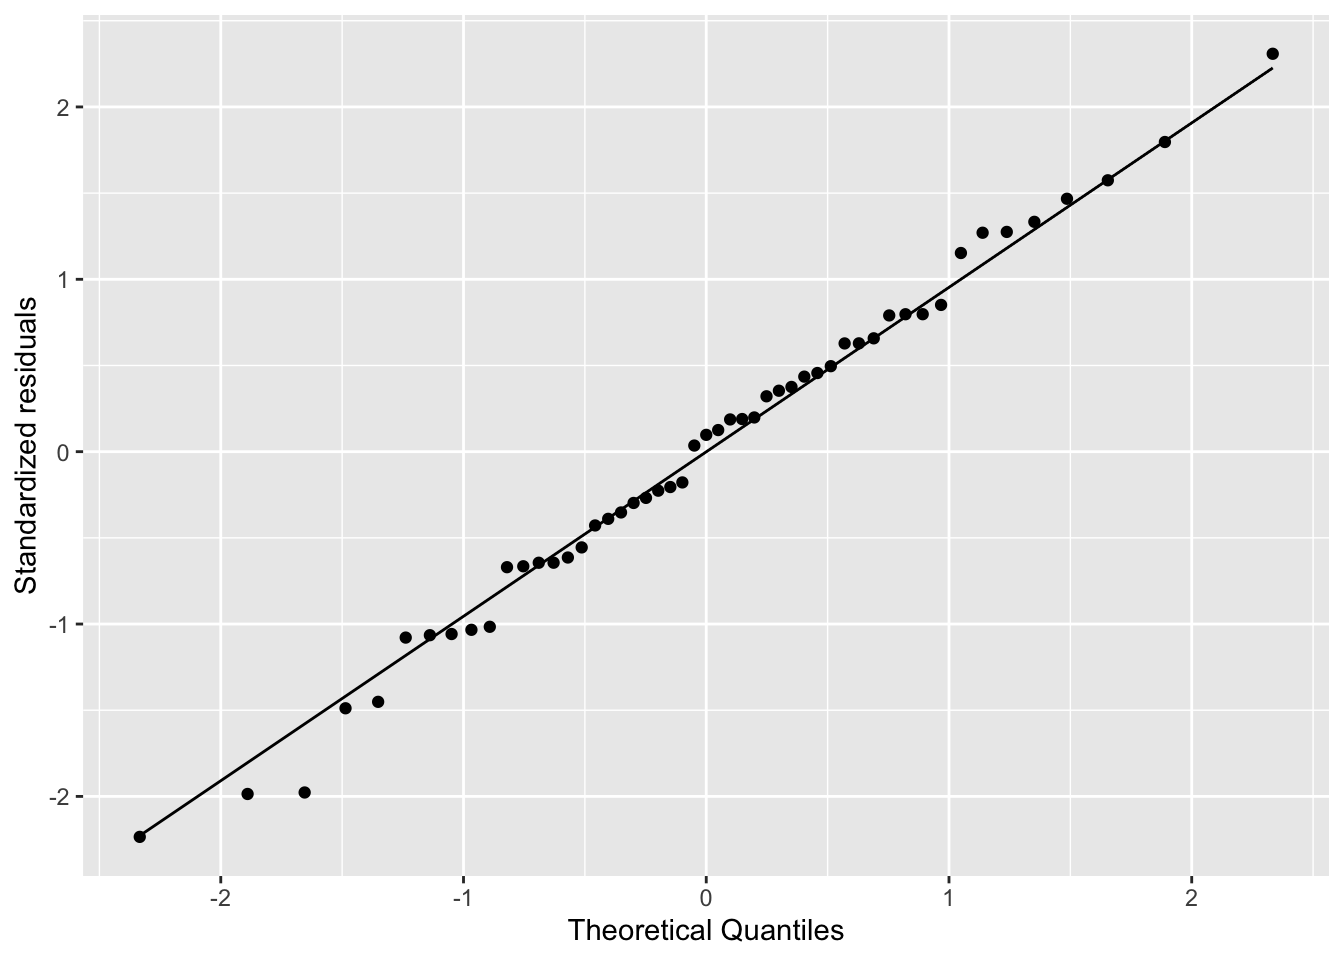 Standardized residuals
2
1
0
-1
-2
-2 -1 0 1 2
Theoretical Quantiles